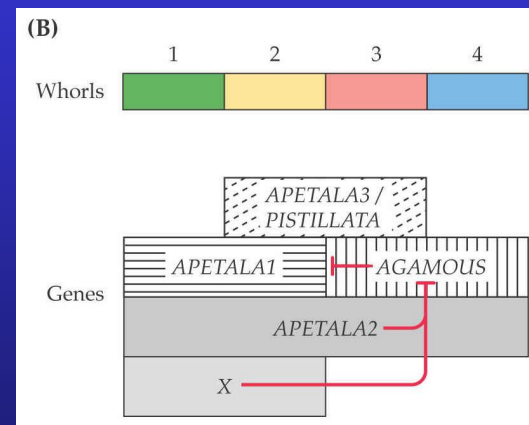 (B)
1 2 3 4
Whorls
APETALA3 /
PISTILLATA
APETALA1 AGAMOUS
Genes
APETALA2
X